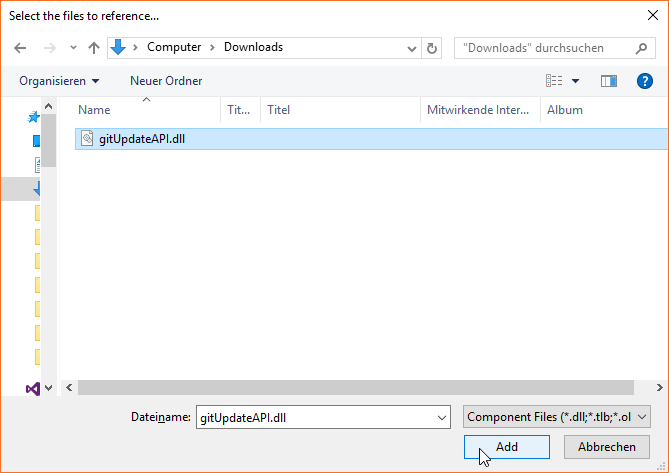 Select the files to reference...
Computer > Downloads
"Downloads" durchsuchen
Organisieren
Neuer Ordner
Name Tit... Titel Mitwirkende Inter... Album
gitUpdateAPI.dll
Dateiname: gitUpdateAPI.dll
Component Files (*.dll;*.tlb;*.ol
Add Abbrechen